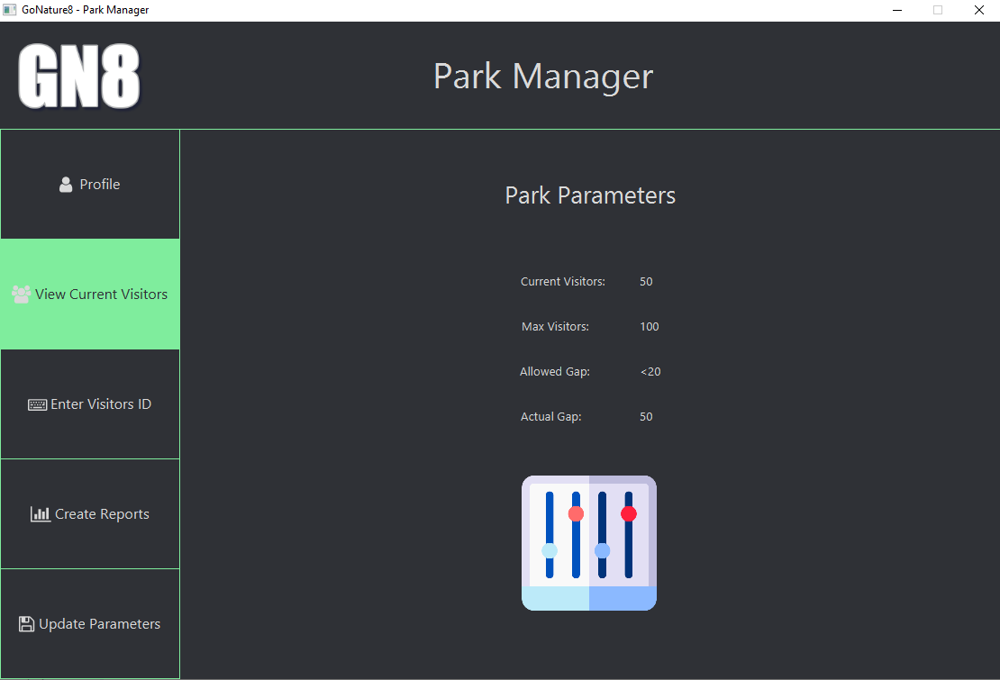 GoNature8 - Park Manager
GN8
Park Manager
Profile
View Current Visitors
Enter Visitors ID
Create Reports
Update Parameters
Park Parameters
Current Visitors: 50
Max Visitors: 100
Allowed Gap: <20
Actual Gap: 50